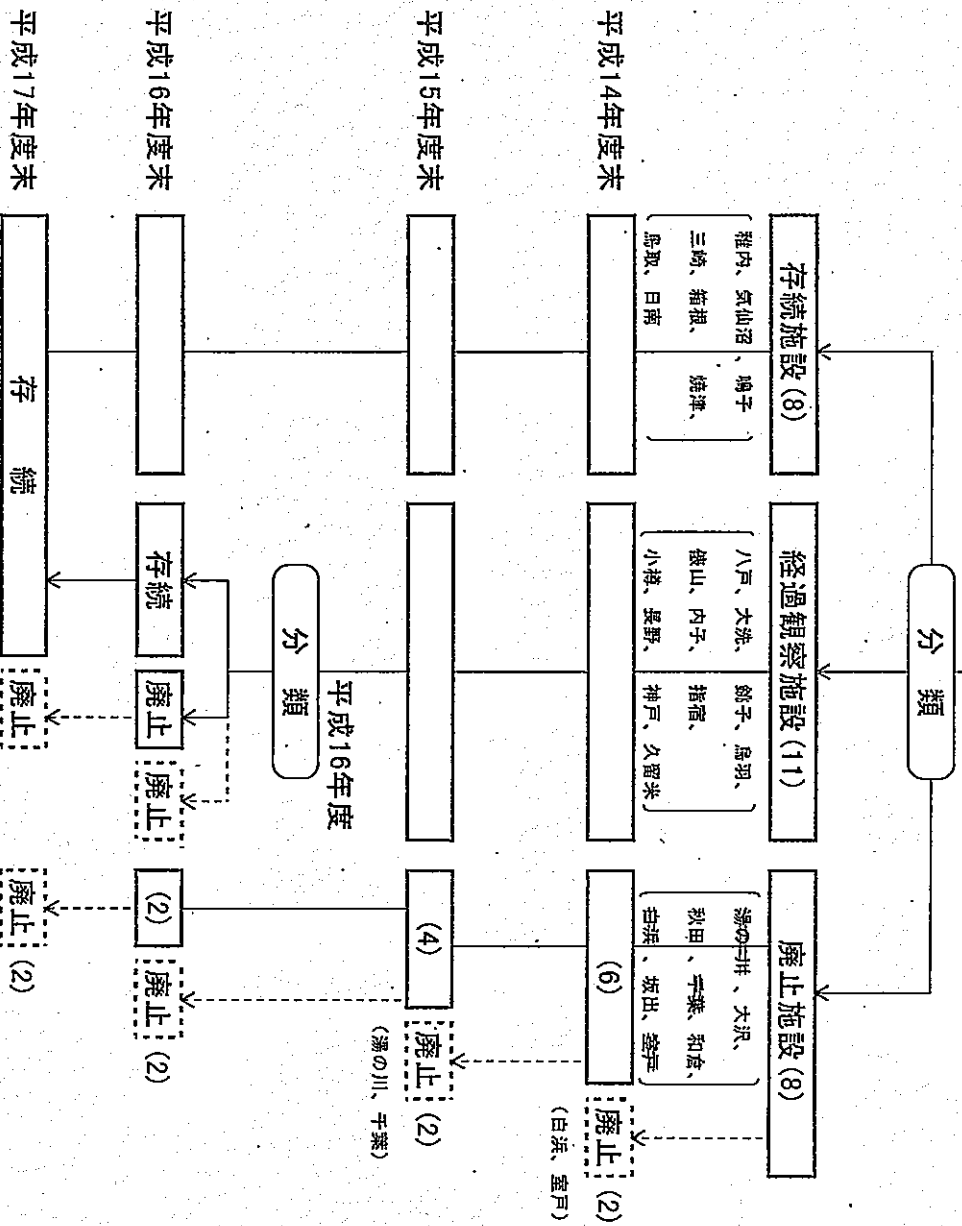 分類
存続施設(8)
稚内、気仙沼、鳴子
三崎、箱根、焼津、
鳥取、日南
経過観察施設(11)
八戸、大洗、銚子、鳥羽、
俵山、内子、指宿、
小樽、長野、神戸、久留米
廃止施設(8)
湯の川、大沢、
秋田、千葉、和倉、
白浜、坂出、室戸
平成14年度末
(6)
廃止(2)
(白浜、室戸)
平成15年度末
(4)
廃止(2)
(湯の川、千葉)
平成16年度
分類
平成16年度末
存続
廃止
廃止
(2)
廃止(2)
平成17年度末
存続
廃止
廃止(2)